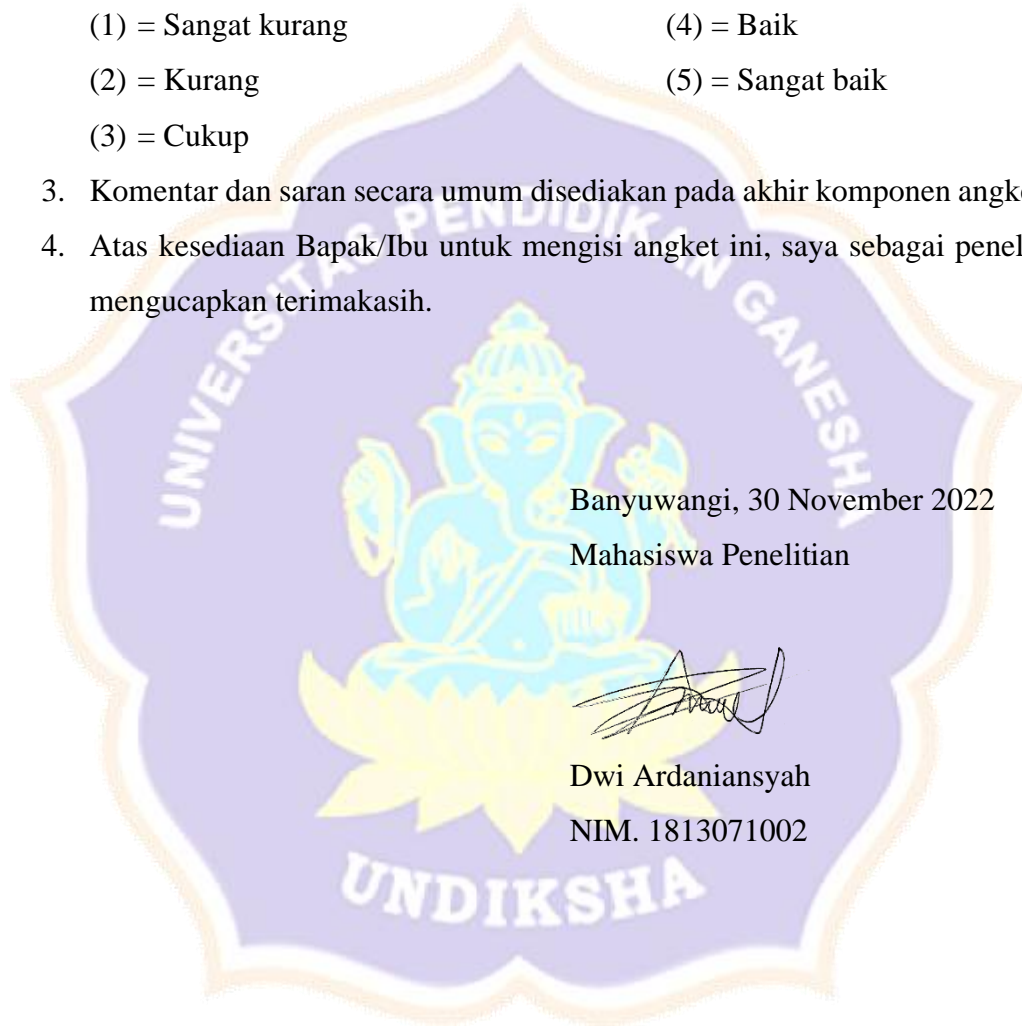 (1) = Sangat kurang (4) = Baik
(2) = Kurang (5) = Sangat baik
(3) = Cukup
3. Komentar dan saran secara umum disediakan pada akhir komponen
4. Atas kesediaan Bapak/Ibu untuk mengisi angket ini, saya sebagai
mengucapkan terimakasih.
UNIVERSITAS PENDIDIKAN GANESHA
Banyuwangi, 30 November 2022
Mahasiswa Penelitian
Dwi Ardaniansyah
NIM. 1813071002
UNDIKSHA